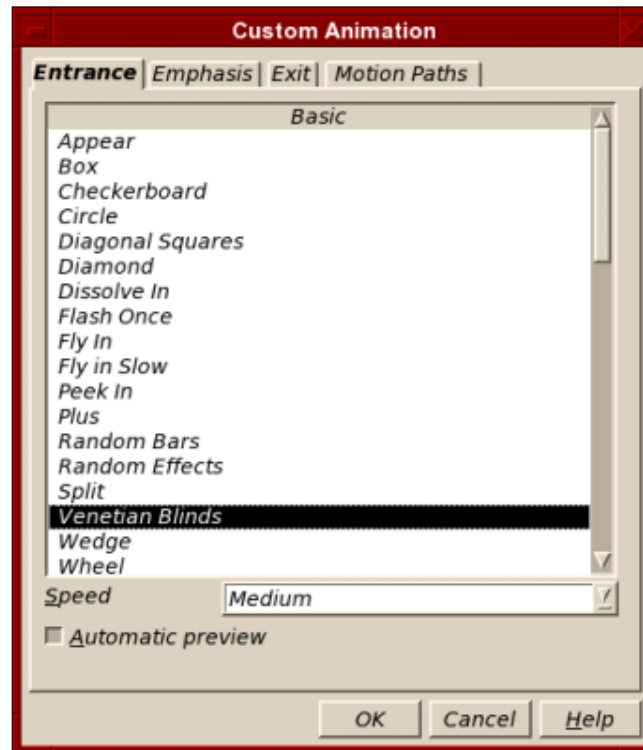 Custom Animation
Entrance Emphasis Exit Motion Paths
Basic
Appear
Box
Checkerboard
Circle
Diagonal Squares
Diamond
Dissolve In
Flash Once
Fly In
Fly in Slow
Peek In
Plus
Random Bars
Random Effects
Split
Venetian Blinds
Wedge
Wheel
Speed Medium
Automatic preview
OK Cancel Help